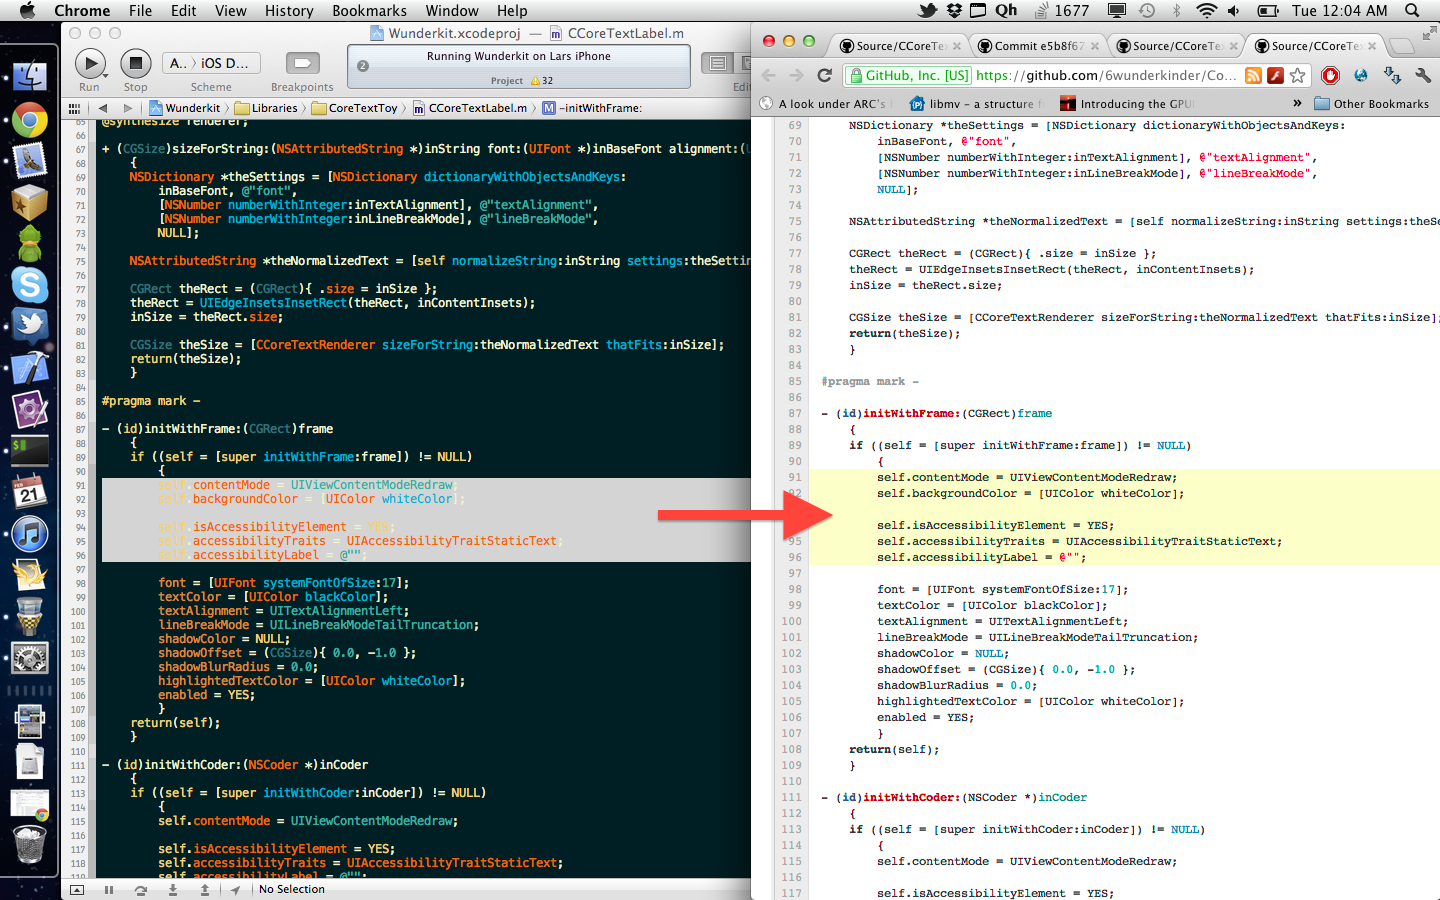 Chrome File Edit View History Bookmarks Window Help
Qh 1677 Tue 12:04 AM
Wunderkit.xcodeproj — CCoreTextLabel.m
Run Stop
A.. iOS D...
Scheme
Breakpoints
Running Wunderkit on Lars iPhone
2
Project 32
Edi
Wunderkit Libraries CoreTextToy CCoreTextLabel.m -initWithFrame:
65 @synthesize renderer;
66
67 + (CGSize)sizeForString:(NSAttributedString *)inString font:(UIFont *)inBaseFont alignment:(U
68 {
69 NSDictionary *theSettings = [NSDictionary dictionaryWithObjectsAndKeys:
70 inBaseFont, @"font",
71 [NSNumber numberWithInteger:inTextAlignment], @"textAlignment",
72 [NSNumber numberWithInteger:inLineBreakMode], @"lineBreakMode",
73 NULL];
74
75 NSAttributedString *theNormalizedText = [self normalizeString:inString settings:theSettin
76
77 CGRect theRect = (CGRect){ .size = inSize };
78 theRect = UIEdgeInsetsInsetRect(theRect, inContentInsets);
79 inSize = theRect.size;
80
81 CGSize theSize = [CCoreTextRenderer sizeForString:theNormalizedText thatFits:inSize];
82 return(theSize);
83 }
84
85 #pragma mark -
86
87 - (id)initWithFrame:(CGRect)frame
88 {
89 if ((self = [super initWithFrame:frame]) != NULL)
90 {
91 self.contentMode = UIViewContentModeRedraw;
92 self.backgroundColor = [UIColor whiteColor];
93
94 self.isAccessibilityElement = YES;
95 self.accessibilityTraits = UIAccessibilityTraitStaticText;
96 self.accessibilityLabel = @"";
97
98 font = [UIFont systemFontOfSize:17];
99 textColor = [UIColor blackColor];
100 textAlignment = UITextAlignmentLeft;
101 lineBreakMode = UILineBreakModeTailTruncation;
102 shadowColor = NULL;
103 shadowOffset = (CGSize){ 0.0, -1.0 };
104 shadowBlurRadius = 0.0;
105 highlightedTextColor = [UIColor whiteColor];
106 enabled = YES;
107 }
108 return(self);
109 }
110
111 - (id)initWithCoder:(NSCoder *)inCoder
112 {
113 if ((self = [super initWithCoder:inCoder]) != NULL)
114 {
115 self.contentMode = UIViewContentModeRedraw;
116
117 self.isAccessibilityElement = YES;
118 self.accessibilityTraits = UIAccessibilityTraitStaticText;
self.accessibilityLabel = @"";
No Selection
FEB
21
Source/CCoreTe Commit e5b8f67 Source/CCoreTe Source/CCoreTe
GitHub, Inc. [US] https://github.com/6wunderkinder/Co...
A look under ARC's libmv - a structure f Introducing the GPU » Other Bookmarks
69 NSDictionary *theSettings = [NSDictionary dictionaryWithObjectsAndKeys:
70 inBaseFont, @"font",
71 [NSNumber numberWithInteger:inTextAlignment], @"textAlignment",
72 [NSNumber numberWithInteger:inLineBreakMode], @"lineBreakMode",
73 NULL];
74
75 NSAttributedString *theNormalizedText = [self normalizeString:inString settings:theSe
76
77 CGRect theRect = (CGRect){ .size = inSize };
78 theRect = UIEdgeInsetsInsetRect(theRect, inContentInsets);
79 inSize = theRect.size;
80
81 CGSize theSize = [CCoreTextRenderer sizeForString:theNormalizedText thatFits:inSize];
82 return(theSize);
83 }
84
85 #pragma mark -
86
87 - (id)initWithFrame:(CGRect)frame
88 {
89 if ((self = [super initWithFrame:frame]) != NULL)
90 {
91 self.contentMode = UIViewContentModeRedraw;
92 self.backgroundColor = [UIColor whiteColor];
self.isAccessibilityElement = YES;
95 self.accessibilityTraits = UIAccessibilityTraitStaticText;
96 self.accessibilityLabel = @"";
97
98 font = [UIFont systemFontOfSize:17];
99 textColor = [UIColor blackColor];
100 textAlignment = UITextAlignmentLeft;
101 lineBreakMode = UILineBreakModeTailTruncation;
102 shadowColor = NULL;
103 shadowOffset = (CGSize){ 0.0, -1.0 };
104 shadowBlurRadius = 0.0;
105 highlightedTextColor = [UIColor whiteColor];
106 enabled = YES;
107 }
108 return(self);
109 }
110
111 - (id)initWithCoder:(NSCoder *)inCoder
112 {
113 if ((self = [super initWithCoder:inCoder]) != NULL)
114 {
115 self.contentMode = UIViewContentModeRedraw;
116
117 self.isAccessibilityElement = YES;